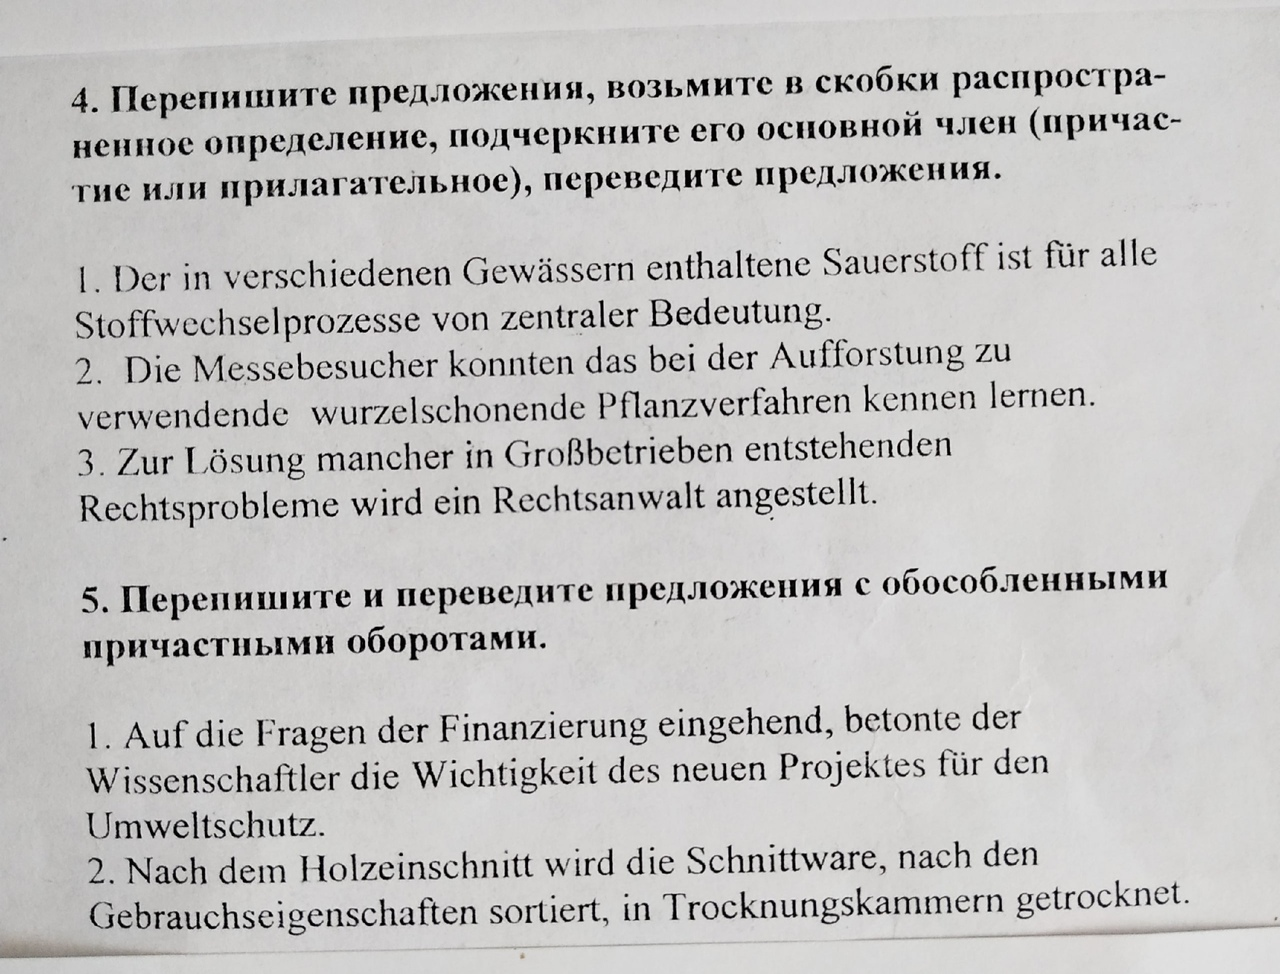 4. Перепишите предложения, возьмите в скобки распростра-
ненное определение, подчеркните его основной член (причас-
тие или прилагательное), переведите предложения.
1. Der in verschiedenen Gewässern enthaltene Sauerstoff ist für alle
Stoffwechselprozesse von zentraler Bedeutung.
2. Die Messebesucher konnten das bei der Aufforstung zu
verwendende wurzelschonende Pflanzverfahren kennen lernen.
3. Zur Lösung mancher in Großbetrieben entstehenden
Rechtsprobleme wird ein Rechtsanwalt angestellt.
5. Перепишите и переведите предложения с обособленными
причастными оборотами.
1. Auf die Fragen der Finanzierung eingehend, betonte der
Wissenschaftler die Wichtigkeit des neuen Projektes für den
Umweltschutz.
2. Nach dem Holzeinschnitt wird die Schnittware, nach den
Gebrauchseigenschaften sortiert, in Trocknungskammern getrocknet.